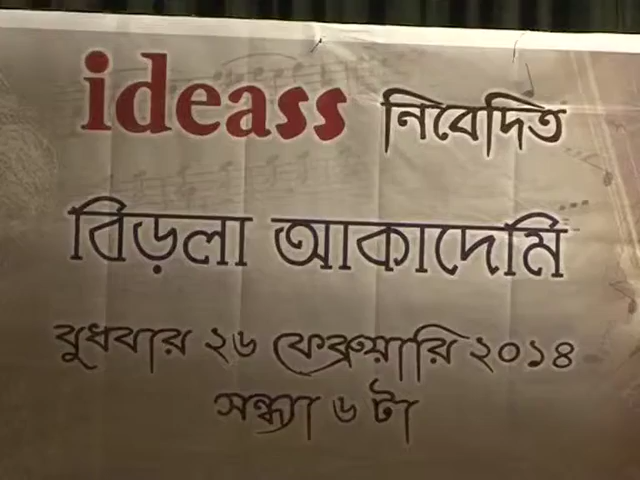 ideass নিবেদিত
বিড়লা আকাদেমি
বুধবার ২৬ ফেব্রুয়ারি ২০১৪
সন্ধ্যা ৬ টা